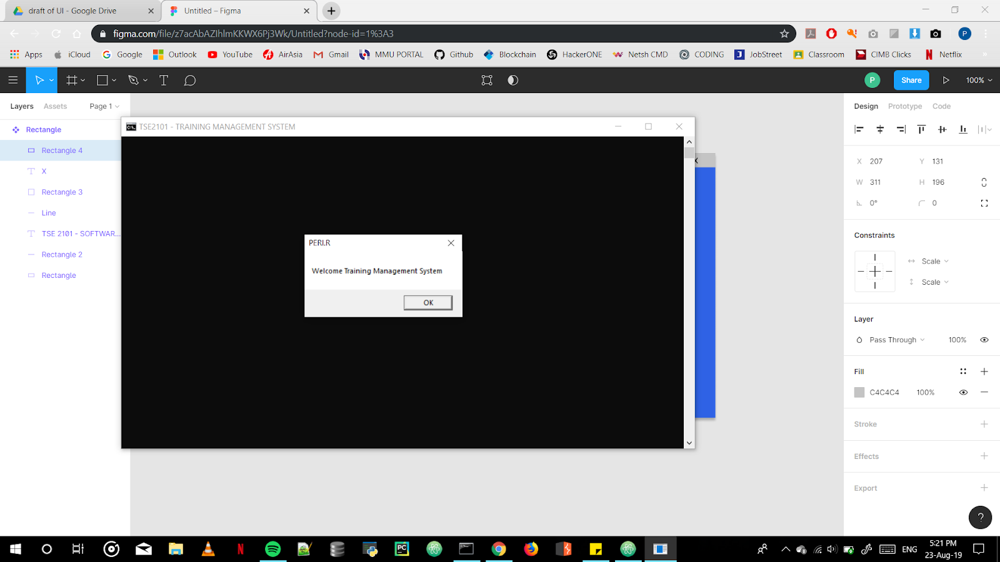 draft of UI - Google Drive
Untitled – Figma
figma.com/file/z7acAbAZIhlmKKWX6Pj3Wk/Untitled?node-id=1%3A3
P
Apps iCloud Google Outlook YouTube AirAsia Gmail MMU PORTAL Github Blockchain HackerONE Netsh CMD CODING JobStreet Classroom CIMB Clicks Netflix »
P Share 100%
Layers Assets Page 1
Rectangle
Rectangle 4
X
Rectangle 3
Line
TSE 2101 - SOFTWAR...
Rectangle 2
Rectangle
TSE2101 - TRAINING MANAGEMENT SYSTEM
X
PERI.R
Welcome Training Management System
OK
Design Prototype Code
X 207 Y 131
W 311 H 196
0° 0
Constraints
Scale
Scale
Layer
Pass Through 100%
Fill
C4C4C4 100%
Stroke
Effects
Export
?
ENG
5:21 PM
23-Aug-19